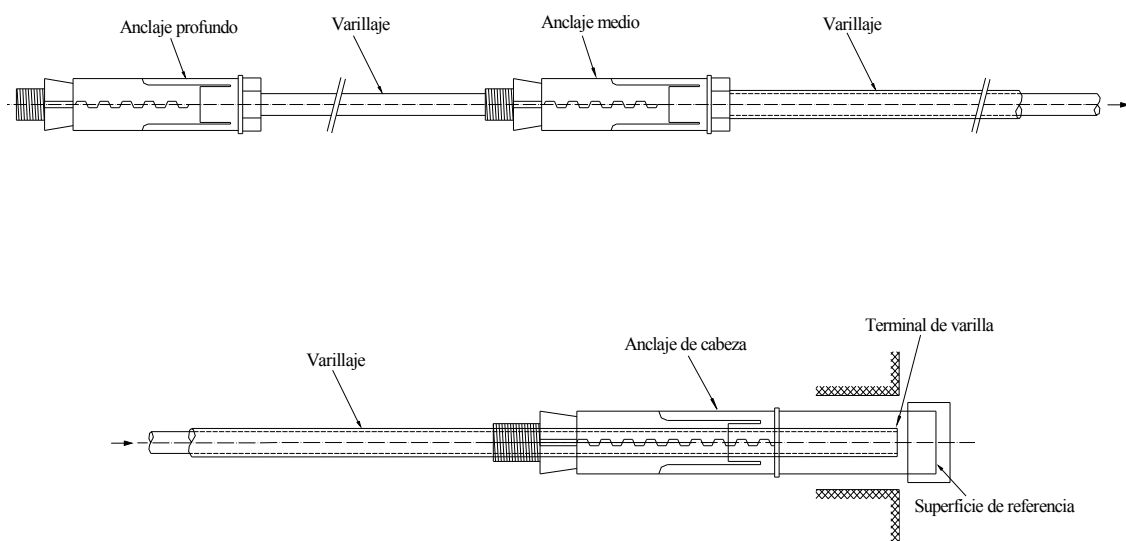 Anclaje profundo
Varillaje
Anclaje medio
Varillaje
Terminal de varilla
Anclaje de cabeza
Varillaje
Superficie de referencia